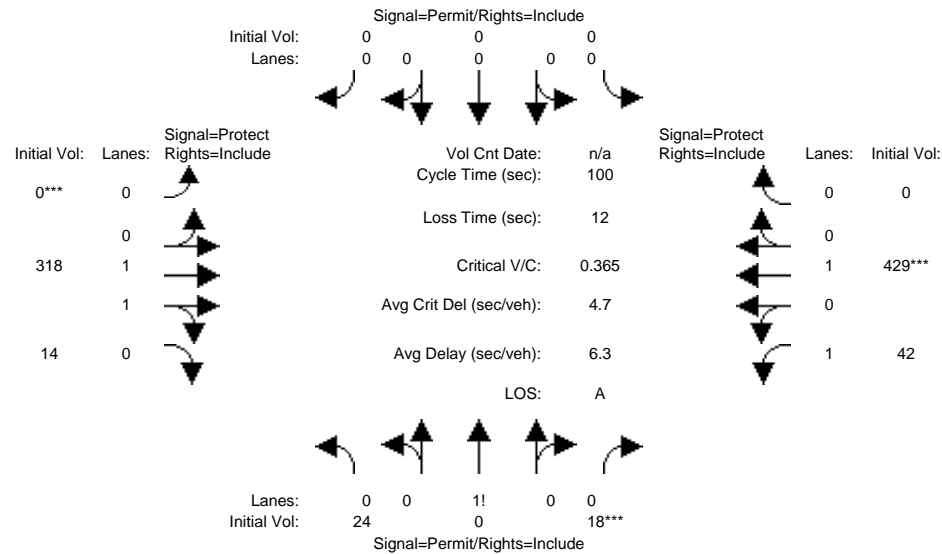 Signal=Permit/Rights=Include
Initial Vol: 0 0 0
Lanes: 0 0 0 0 0
Signal=Protect
Initial Vol: Lanes: Rights=Include
Vol Cnt Date: n/a
Signal=Protect
Rights=Include Lanes: Initial Vol:
Cycle Time (sec): 100
0*** 0
0 0
Loss Time (sec): 12
0
0
318 1
Critical V/C: 0.365
1 429***
1
Avg Crit Del (sec/veh): 4.7
0
14 0
Avg Delay (sec/veh): 6.3
1 42
LOS: A
Lanes: 0 0 1! 0 0
Initial Vol: 24 0 18***
Signal=Permit/Rights=Include